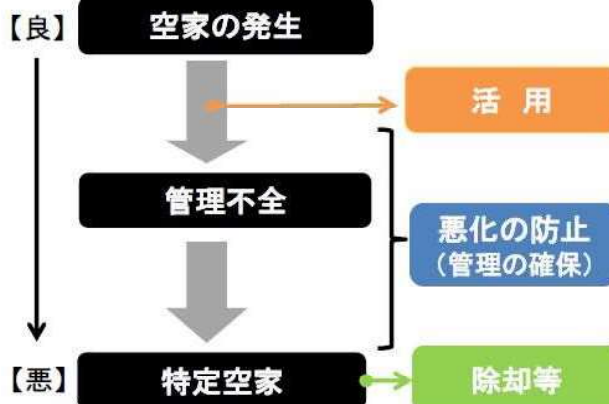 【良】 空家の発生
活 用
管理不全
悪化の防止
（管理の確保）
【悪】 特定空家 除却等